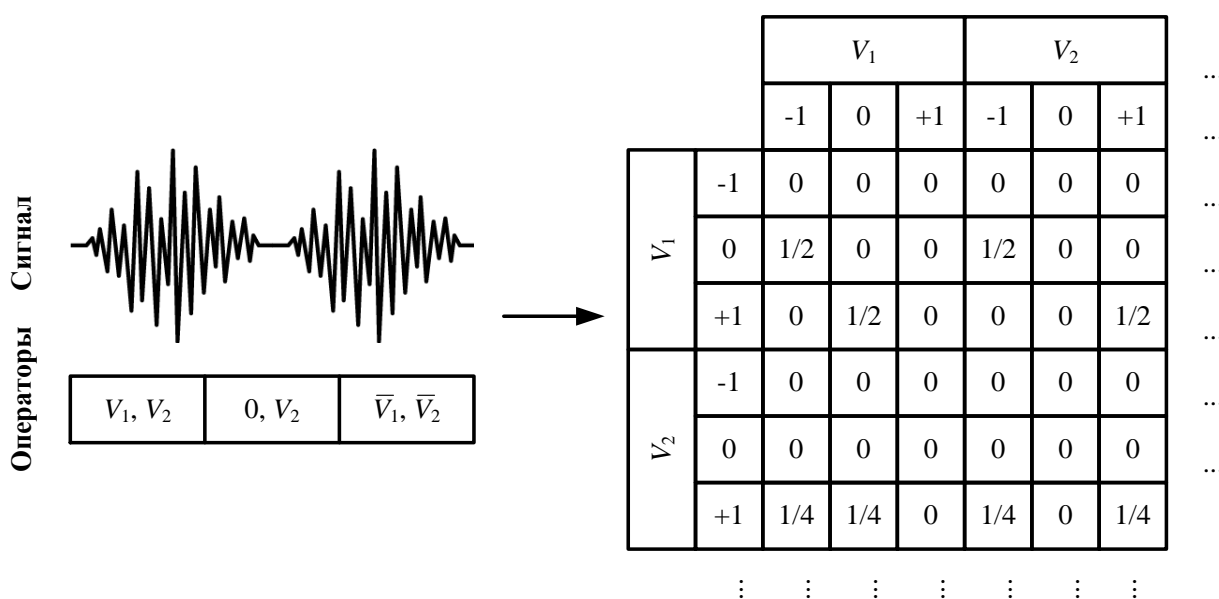 Сигнал
Операторы
V₁, V₂ 0, V₂ V̅₁, V̅₂
V₁ V₂ ...
-1 0 +1 -1 0 +1 ...
V₁
-1 0 0 0 0 0 0 ...
0 1/2 0 0 1/2 0 0 ...
+1 0 1/2 0 0 0 1/2 ...
V₂
-1 0 0 0 0 0 0 ...
0 0 0 0 0 0 0 ...
+1 1/4 1/4 0 1/4 0 1/4
⋮ ⋮ ⋮ ⋮ ⋮ ⋮ ⋮